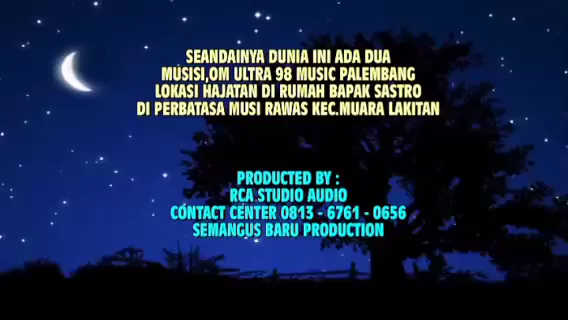 SEANDAINYA DUNIA INI ADA DUA
MUSISI,OM ULTRA 98 MUSIC PALEMBANG
LOKASI HAJATAN DI RUMAH BAPAK SASTRO
DI PERBATASA MUSI RAWAS KEC.MUARA LAKITAN
PRODUCTED BY :
RCA STUDIO AUDIO
CONTACT CENTER 0813 - 6761 - 0656
SEMANGUS BARU PRODUCTION